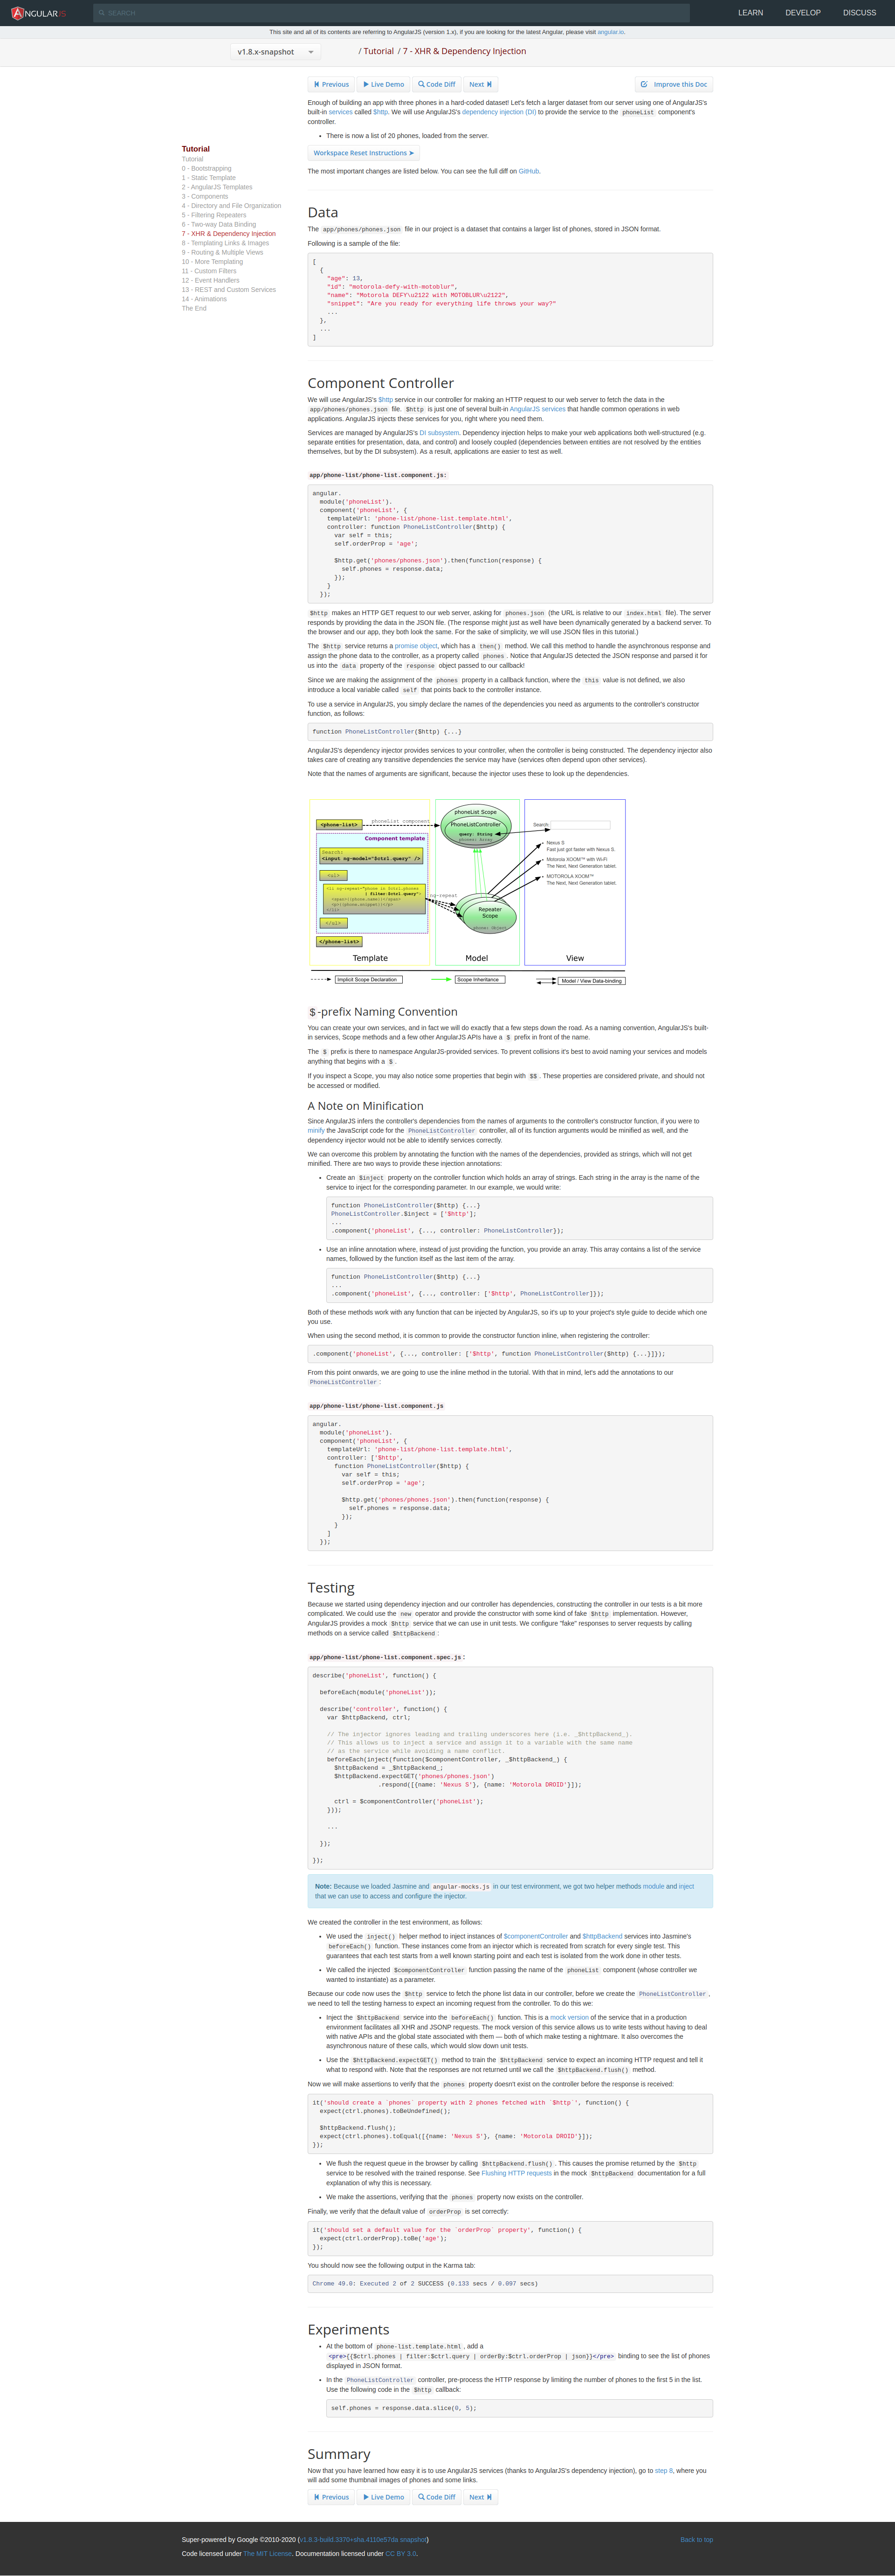 ANGULARJS
SEARCH
LEARN DEVELOP DISCUSS
This site and all of its contents are referring to AngularJS (version 1.x), if you are looking for the latest Angular, please visit angular.io.
v1.8.x-snapshot
/ Tutorial / 7 - XHR & Dependency Injection
Previous Live Demo Code Diff Next
Improve this Doc
Tutorial
Tutorial
0 - Bootstrapping
1 - Static Template
2 - AngularJS Templates
3 - Components
4 - Directory and File Organization
5 - Filtering Repeaters
6 - Two-way Data Binding
7 - XHR & Dependency Injection
8 - Templating Links & Images
9 - Routing & Multiple Views
10 - More Templating
11 - Custom Filters
12 - Event Handlers
13 - REST and Custom Services
14 - Animations
The End
Enough of building an app with three phones in a hard-coded dataset! Let's fetch a larger dataset from our server using one of AngularJS's
built-in services called $http. We will use AngularJS's dependency injection (DI) to provide the service to the phoneList component's
controller.
• There is now a list of 20 phones, loaded from the server.
Workspace Reset Instructions ➤
The most important changes are listed below. You can see the full diff on GitHub.
Data
The app/phones/phones.json file in our project is a dataset that contains a larger list of phones, stored in JSON format.
Following is a sample of the file:
[
  {
    "age": 13,
    "id": "motorola-defy-with-motoblur",
    "name": "Motorola DEFY\u2122 with MOTOBLUR\u2122",
    "snippet": "Are you ready for everything life throws your way?"
    ...
  },
  ...
]
Component Controller
We will use AngularJS's $http service in our controller for making an HTTP request to our web server to fetch the data in the
app/phones/phones.json file. $http is just one of several built-in AngularJS services that handle common operations in web
applications. AngularJS injects these services for you, right where you need them.
Services are managed by AngularJS's DI subsystem. Dependency injection helps to make your web applications both well-structured (e.g.
separate entities for presentation, data, and control) and loosely coupled (dependencies between entities are not resolved by the entities
themselves, but by the DI subsystem). As a result, applications are easier to test as well.
app/phone-list/phone-list.component.js:
angular.
  module('phoneList').
  component('phoneList', {
    templateUrl: 'phone-list/phone-list.template.html',
    controller: function PhoneListController($http) {
      var self = this;
      self.orderProp = 'age';
      $http.get('phones/phones.json').then(function(response) {
        self.phones = response.data;
      });
    }
  });
$http makes an HTTP GET request to our web server, asking for phones.json (the URL is relative to our index.html file). The server
responds by providing the data in the JSON file. (The response might just as well have been dynamically generated by a backend server. To
the browser and our app, they both look the same. For the sake of simplicity, we will use JSON files in this tutorial.)
The $http service returns a promise object, which has a then() method. We call this method to handle the asynchronous response and
assign the phone data to the controller, as a property called phones. Notice that AngularJS detected the JSON response and parsed it for
us into the data property of the response object passed to our callback!
Since we are making the assignment of the phones property in a callback function, where the this value is not defined, we also
introduce a local variable called self that points back to the controller instance.
To use a service in AngularJS, you simply declare the names of the dependencies you need as arguments to the controller's constructor
function, as follows:
function PhoneListController($http) {...}
AngularJS's dependency injector provides services to your controller, when the controller is being constructed. The dependency injector also
takes care of creating any transitive dependencies the service may have (services often depend upon other services).
Note that the names of arguments are significant, because the injector uses these to look up the dependencies.
<phone-list>
phoneList component
Component template
Search:
<input ng-model="$ctrl.query" />
<ul>
<li ng-repeat="phone in $ctrl.phones
| filter:$ctrl.query">
<span>{{phone.name}}</span>
<p>{{phone.snippet}}</p>
</li>
</ul>
</phone-list>
Template
phoneList Scope
PhoneListController
query: String
phones: Array
ng-repeat
Repeater
Scope
phone: Object
Model
Search:
• Nexus S
Fast just got faster with Nexus S.
• Motorola XOOM™ with Wi-Fi
The Next, Next Generation tablet.
• MOTOROLA XOOM™
The Next, Next Generation tablet.
View
Implicit Scope Declaration
Scope Inheritance
Model / View Data-binding
$-prefix Naming Convention
You can create your own services, and in fact we will do exactly that a few steps down the road. As a naming convention, AngularJS's built-
in services, Scope methods and a few other AngularJS APIs have a $ prefix in front of the name.
The $ prefix is there to namespace AngularJS-provided services. To prevent collisions it's best to avoid naming your services and models
anything that begins with a $.
If you inspect a Scope, you may also notice some properties that begin with $$. These properties are considered private, and should not
be accessed or modified.
A Note on Minification
Since AngularJS infers the controller's dependencies from the names of arguments to the controller's constructor function, if you were to
minify the JavaScript code for the PhoneListController controller, all of its function arguments would be minified as well, and the
dependency injector would not be able to identify services correctly.
We can overcome this problem by annotating the function with the names of the dependencies, provided as strings, which will not get
minified. There are two ways to provide these injection annotations:
• Create an $inject property on the controller function which holds an array of strings. Each string in the array is the name of the
service to inject for the corresponding parameter. In our example, we would write:
function PhoneListController($http) {...}
PhoneListController.$inject = ['$http'];
...
.component('phoneList', {..., controller: PhoneListController});
• Use an inline annotation where, instead of just providing the function, you provide an array. This array contains a list of the service
names, followed by the function itself as the last item of the array.
function PhoneListController($http) {...}
...
.component('phoneList', {..., controller: ['$http', PhoneListController]});
Both of these methods work with any function that can be injected by AngularJS, so it's up to your project's style guide to decide which one
you use.
When using the second method, it is common to provide the constructor function inline, when registering the controller:
.component('phoneList', {..., controller: ['$http', function PhoneListController($http) {...}]});
From this point onwards, we are going to use the inline method in the tutorial. With that in mind, let's add the annotations to our
PhoneListController:
app/phone-list/phone-list.component.js
angular.
  module('phoneList').
  component('phoneList', {
    templateUrl: 'phone-list/phone-list.template.html',
    controller: ['$http',
      function PhoneListController($http) {
        var self = this;
        self.orderProp = 'age';
        $http.get('phones/phones.json').then(function(response) {
          self.phones = response.data;
        });
      }
    ]
  });
Testing
Because we started using dependency injection and our controller has dependencies, constructing the controller in our tests is a bit more
complicated. We could use the new operator and provide the constructor with some kind of fake $http implementation. However,
AngularJS provides a mock $http service that we can use in unit tests. We configure "fake" responses to server requests by calling
methods on a service called $httpBackend:
app/phone-list/phone-list.component.spec.js:
describe('phoneList', function() {
  beforeEach(module('phoneList'));
  describe('controller', function() {
    var $httpBackend, ctrl;
    // The injector ignores leading and trailing underscores here (i.e. _$httpBackend_).
    // This allows us to inject a service and assign it to a variable with the same name
    // as the service while avoiding a name conflict.
    beforeEach(inject(function($componentController, _$httpBackend_) {
      $httpBackend = _$httpBackend_;
      $httpBackend.expectGET('phones/phones.json')
                  .respond([{name: 'Nexus S'}, {name: 'Motorola DROID'}]);
      ctrl = $componentController('phoneList');
    }));
    ...
  });
});
Note: Because we loaded Jasmine and angular-mocks.js in our test environment, we got two helper methods module and inject
that we can use to access and configure the injector.
We created the controller in the test environment, as follows:
• We used the inject() helper method to inject instances of $componentController and $httpBackend services into Jasmine's
beforeEach() function. These instances come from an injector which is recreated from scratch for every single test. This
guarantees that each test starts from a well known starting point and each test is isolated from the work done in other tests.
• We called the injected $componentController function passing the name of the phoneList component (whose controller we
wanted to instantiate) as a parameter.
Because our code now uses the $http service to fetch the phone list data in our controller, before we create the PhoneListController,
we need to tell the testing harness to expect an incoming request from the controller. To do this we:
• Inject the $httpBackend service into the beforeEach() function. This is a mock version of the service that in a production
environment facilitates all XHR and JSONP requests. The mock version of this service allows us to write tests without having to deal
with native APIs and the global state associated with them — both of which make testing a nightmare. It also overcomes the
asynchronous nature of these calls, which would slow down unit tests.
• Use the $httpBackend.expectGET() method to train the $httpBackend service to expect an incoming HTTP request and tell it
what to respond with. Note that the responses are not returned until we call the $httpBackend.flush() method.
Now we will make assertions to verify that the phones property doesn't exist on the controller before the response is received:
it('should create a `phones` property with 2 phones fetched with `$http`', function() {
  expect(ctrl.phones).toBeUndefined();
  $httpBackend.flush();
  expect(ctrl.phones).toEqual([{name: 'Nexus S'}, {name: 'Motorola DROID'}]);
});
• We flush the request queue in the browser by calling $httpBackend.flush(). This causes the promise returned by the $http
service to be resolved with the trained response. See Flushing HTTP requests in the mock $httpBackend documentation for a full
explanation of why this is necessary.
• We make the assertions, verifying that the phones property now exists on the controller.
Finally, we verify that the default value of orderProp is set correctly:
it('should set a default value for the `orderProp` property', function() {
  expect(ctrl.orderProp).toBe('age');
});
You should now see the following output in the Karma tab:
Chrome 49.0: Executed 2 of 2 SUCCESS (0.133 secs / 0.097 secs)
Experiments
• At the bottom of phone-list.template.html, add a
<pre>{{$ctrl.phones | filter:$ctrl.query | orderBy:$ctrl.orderProp | json}}</pre> binding to see the list of phones
displayed in JSON format.
• In the PhoneListController controller, pre-process the HTTP response by limiting the number of phones to the first 5 in the list.
Use the following code in the $http callback:
self.phones = response.data.slice(0, 5);
Summary
Now that you have learned how easy it is to use AngularJS services (thanks to AngularJS's dependency injection), go to step 8, where you
will add some thumbnail images of phones and some links.
Previous Live Demo Code Diff Next
Super-powered by Google ©2010-2020 (v1.8.3-build.3370+sha.4110e57da snapshot)
Back to top
Code licensed under The MIT License. Documentation licensed under CC BY 3.0.